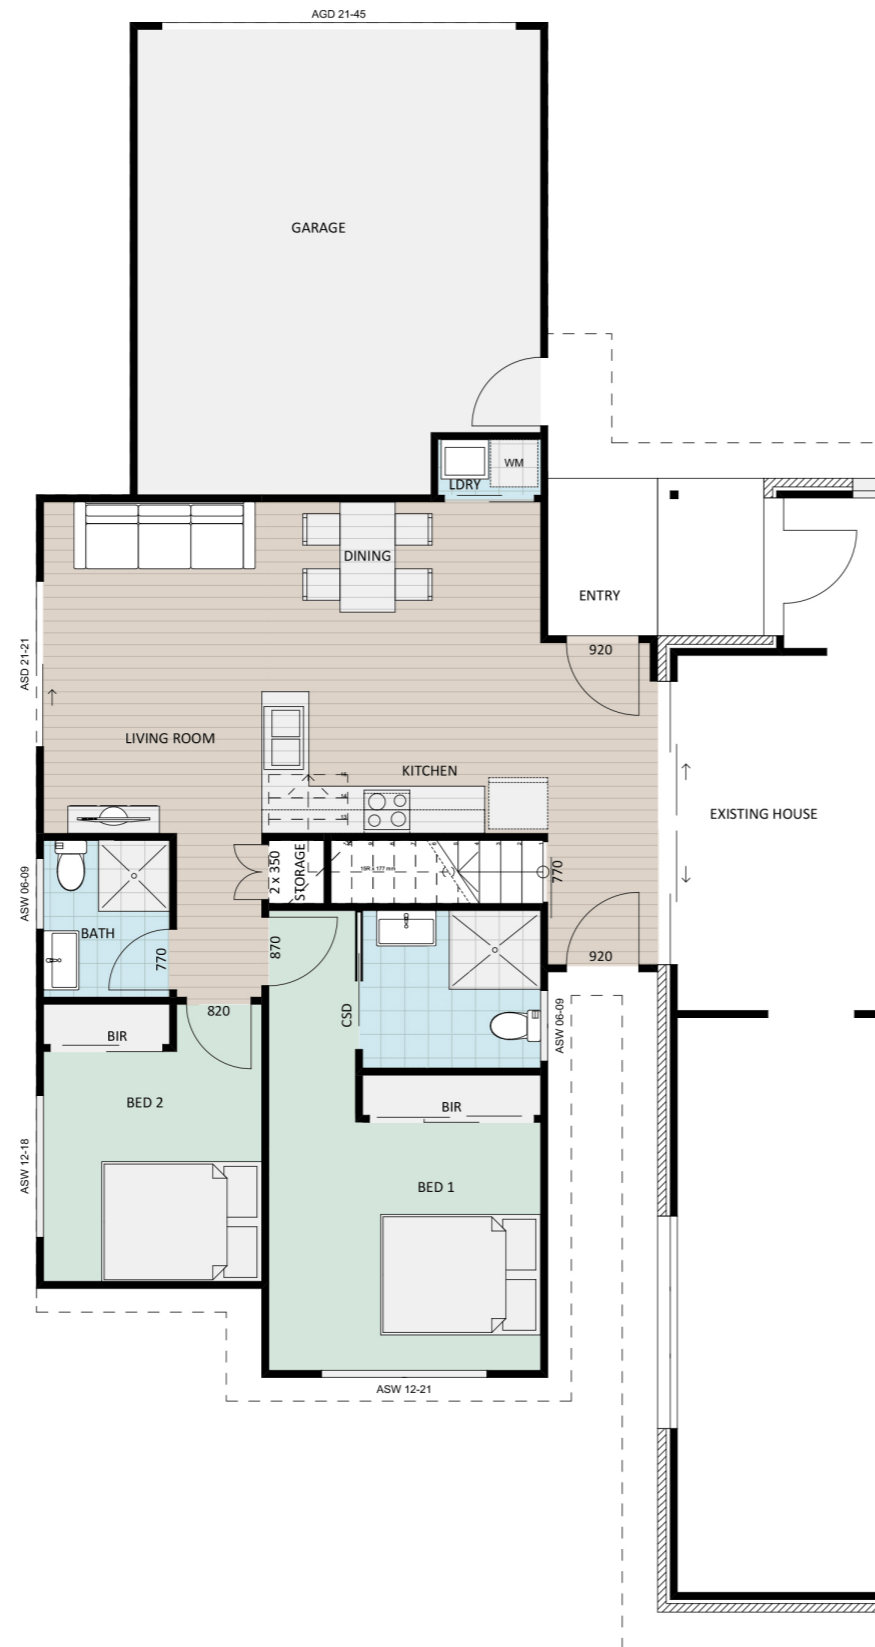 AGD 21-45
GARAGE
WM
LDRY
DINING
ENTRY
920
ASD 21-21
LIVING ROOM
KITCHEN
EXISTING HOUSE
2 x 350
STORAGE
770
ASW 06-09
BATH
770
870
920
820
CSD
ASW 06-09
BIR
BIR
BED 2
ASW 12-18
BED 1
ASW 12-21